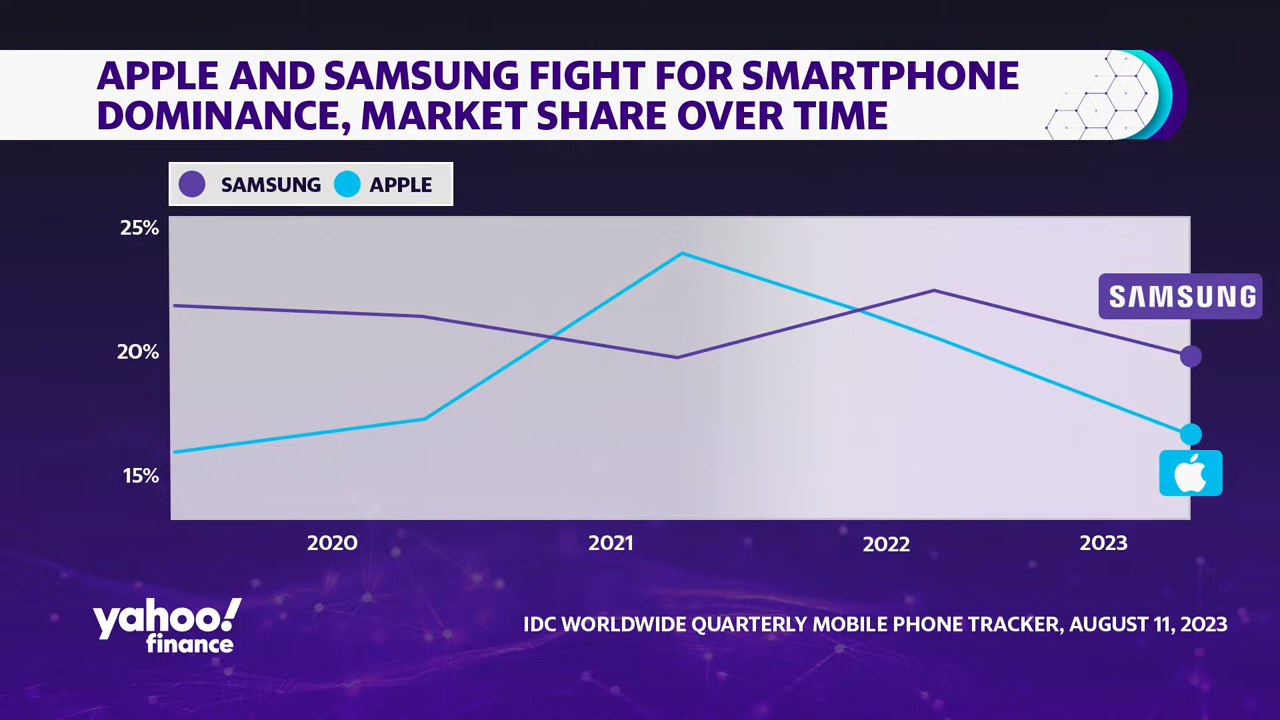 APPLE AND SAMSUNG FIGHT FOR SMARTPHONE
DOMINANCE, MARKET SHARE OVER TIME
SAMSUNG APPLE
25%
20%
15%
SAMSUNG
2020 2021 2022 2023
yahoo!
finance
IDC WORLDWIDE QUARTERLY MOBILE PHONE TRACKER, AUGUST 11, 2023